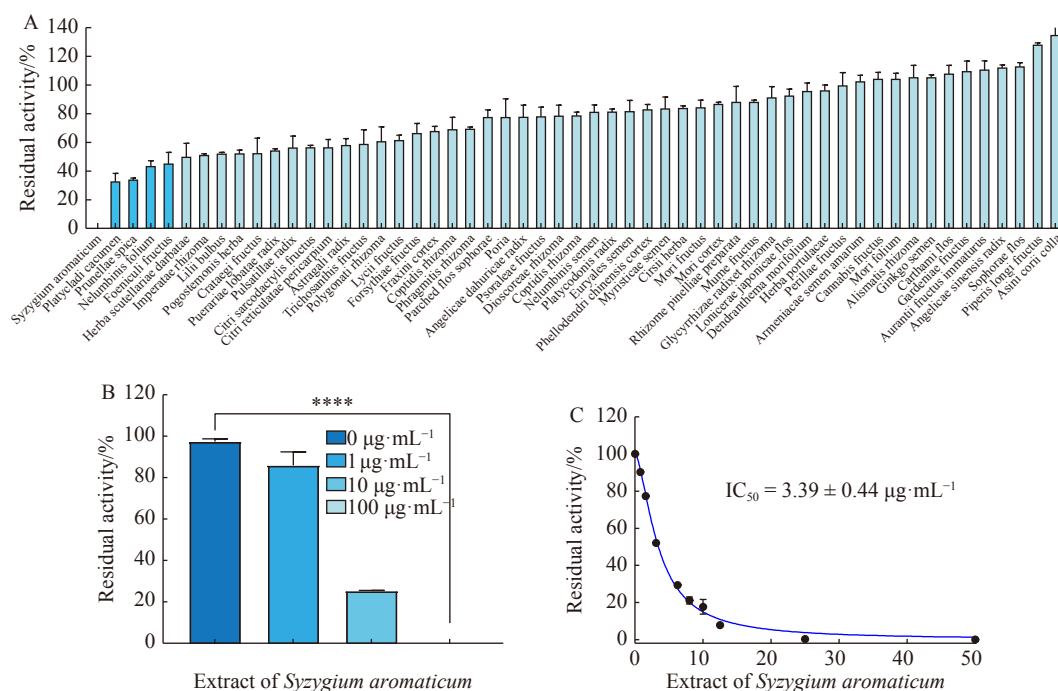 A
140
120
100
80
60
40
20
0
Residual activity/%
Syzygium aromaticum
Platycladi cacumen
Prunellae spica
Nelumbinis folium
Foeniculi fructus
Herba scutellariae barbatae
Imperatae rhizoma
Lilii bulbus
Pogostemonis herba
Crataegi fructus
Puerariae lobatae radix
Pulsatillae radix
Citri sarcodactylis fructus
Citri reticulatae pericarpium
Astragali radix
Trichosanthis fructus
Polygonati rhizoma
Lycii fructus
Forsythiae fructus
Fraxini cortex
Coptidis rhizoma
Phragmitis rhizoma
Parched flos sophorae
Poria
Angelicae dahuricae radix
Psoraleae fructus
Dioscoreae rhizoma
Coptidis rhizoma
Nelumbinis semen
Platycodonis radix
Euryales semen
Phellodendri chinensis cortex
Myristicae semen
Cirsii herba
Mori fructus
Mori cortex
Rhizome pinelliae preparata
Mume fructus
Glycyrrhizae radixet rhizoma
Lonicerae japonicae flos
Dendranthema morifolium
Herba portulacae
Perillae fructus
Armeniacae semen amarum
Cannabis fructus
Mori folium
Alismatis rhizoma
Ginkgo semen
Carthami flos
Gardeniae fructus
Auranti fructus immaturus
Angelicae sinensis radix
Sophorae flos
Piperis longi fructus
Asini corii colla
B
120
100
80
60
40
20
0
Residual activity/%
****
0 μg·mL⁻¹
1 μg·mL⁻¹
10 μg·mL⁻¹
100 μg·mL⁻¹
Extract of Syzygium aromaticum
C
120
100
80
60
40
20
0
Residual activity/%
IC₅₀ = 3.39 ± 0.44 μg·mL⁻¹
0 10 20 30 40 50
Extract of Syzygium aromaticum